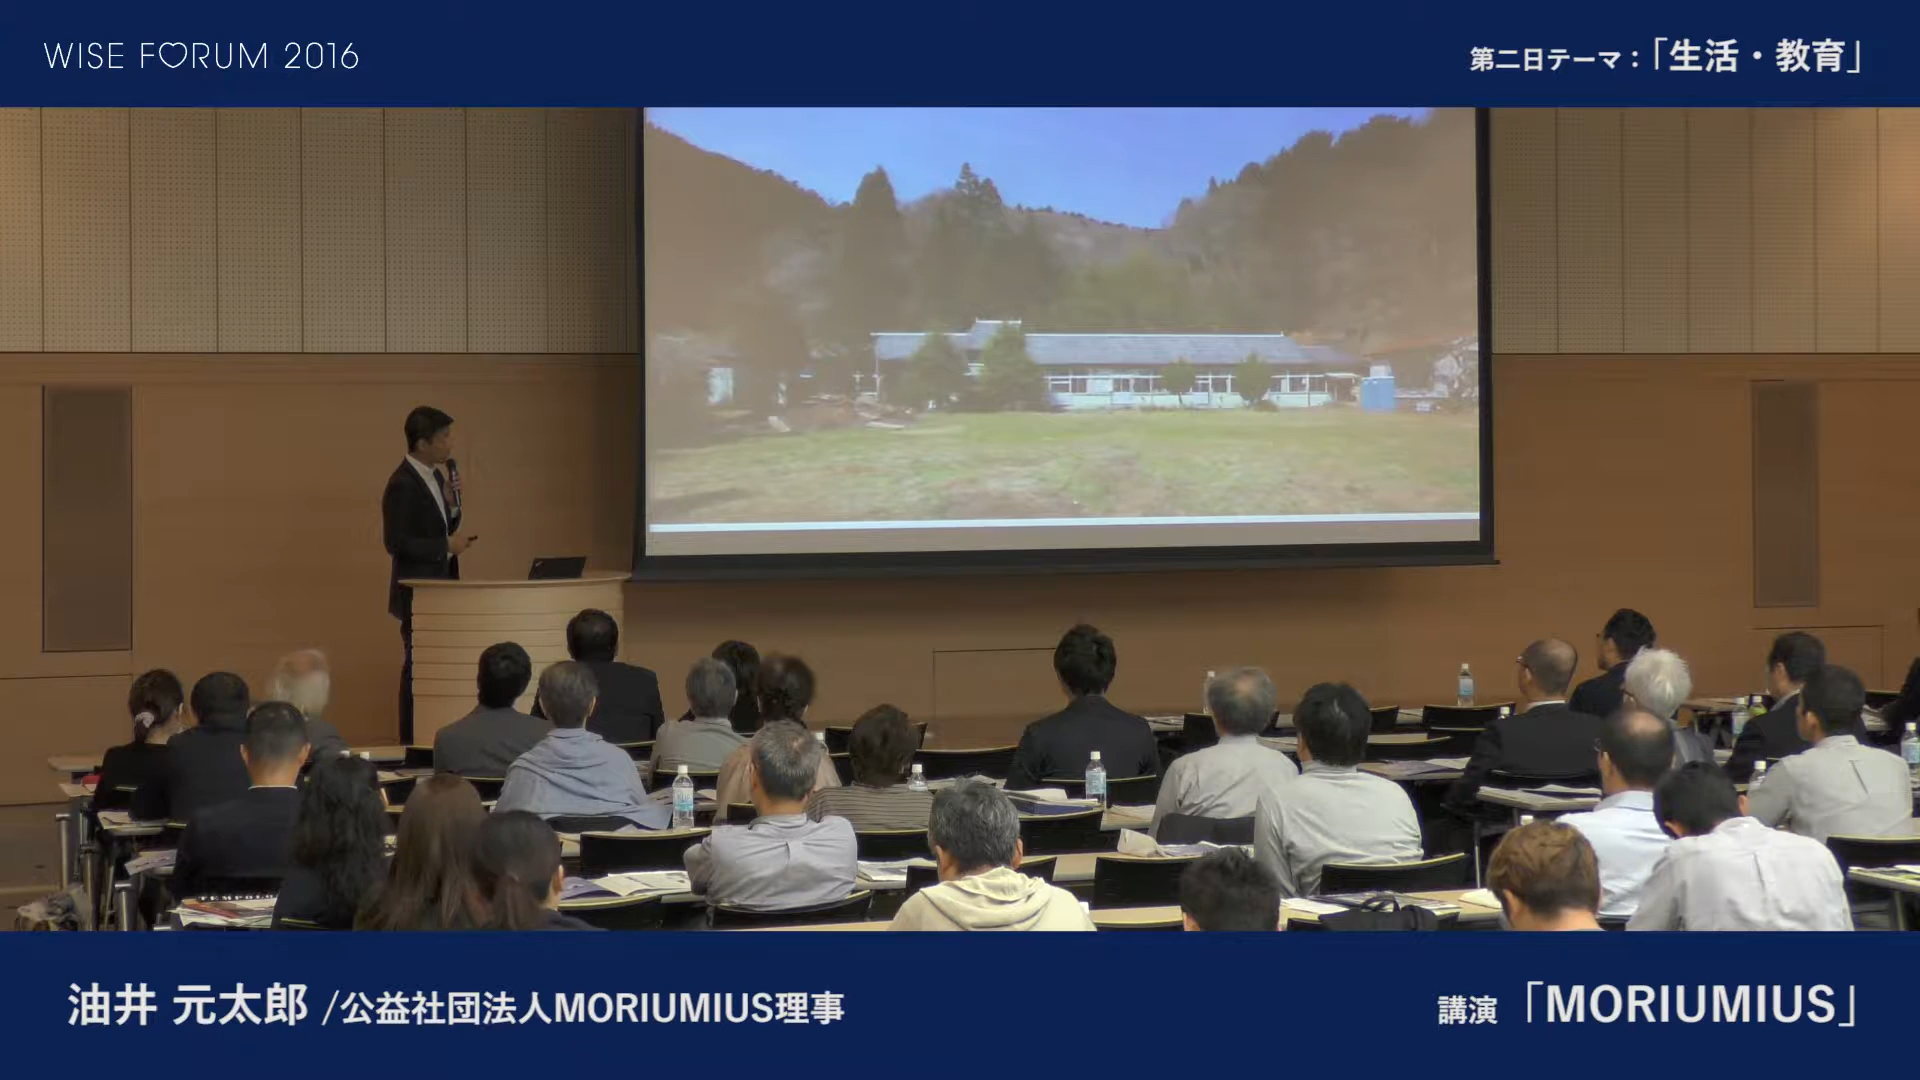 WISE FORUM 2016
第二日テーマ：「生活・教育」
TEMPOLOG
油井 元太郎 /公益社団法人MORIUMIUS理事
講演 「MORIUMIUS」